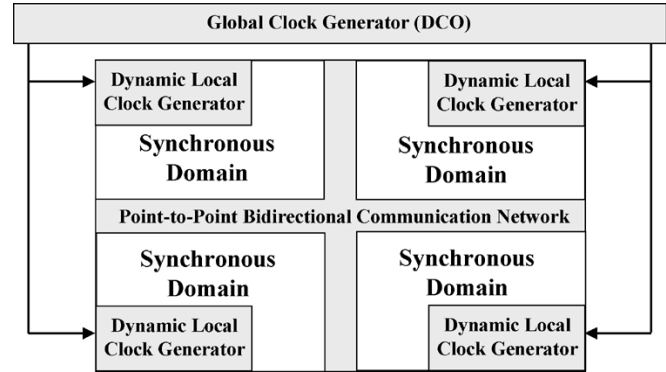 Global Clock Generator (DCO)
Dynamic Local
Clock Generator
Dynamic Local
Clock Generator
Synchronous
Domain
Synchronous
Domain
Point-to-Point Bidirectional Communication Network
Synchronous
Domain
Synchronous
Domain
Dynamic Local
Clock Generator
Dynamic Local
Clock Generator